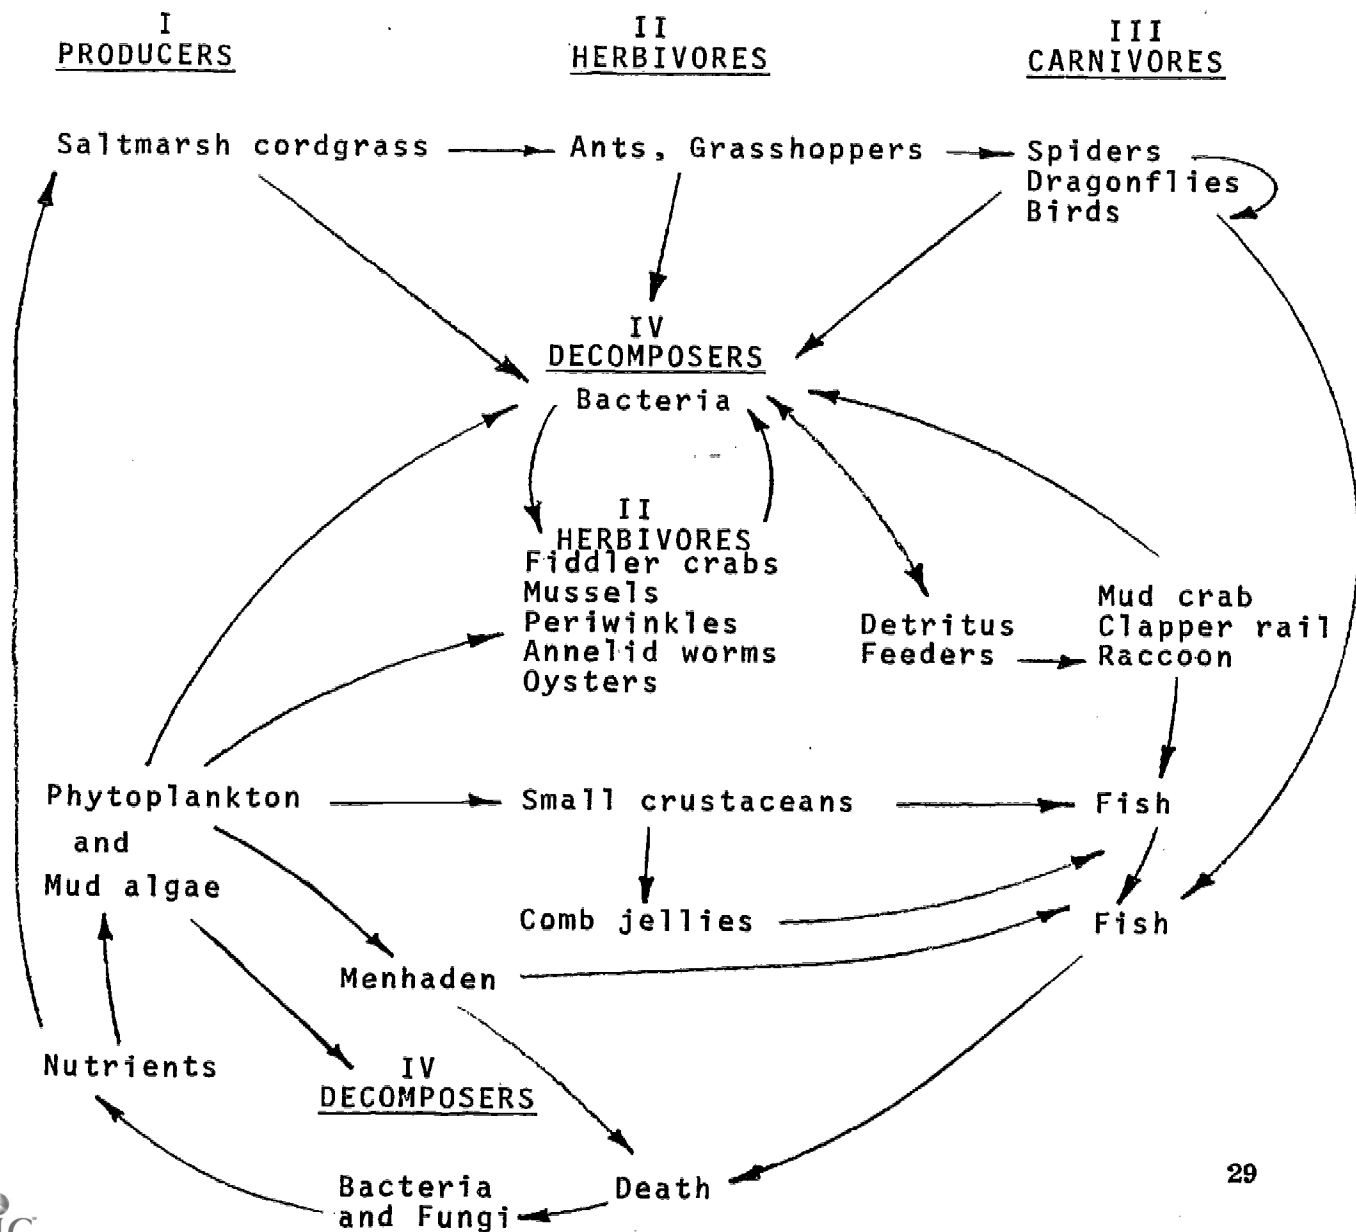 I
PRODUCERS
II
HERBIVORES
III
CARNIVORES
Saltmarsh cordgrass
Ants, Grasshoppers
Spiders
Dragonflies
Birds
IV
DECOMPOSERS
Bacteria
II
HERBIVORES
Fiddler crabs
Mussels
Periwinkles
Annelid worms
Oysters
Detritus
Feeders
Mud crab
Clapper rail
Raccoon
Phytoplankton
and
Mud algae
Small crustaceans
Fish
Comb jellies
Fish
Menhaden
Nutrients
IV
DECOMPOSERS
Bacteria
and Fungi
Death
29